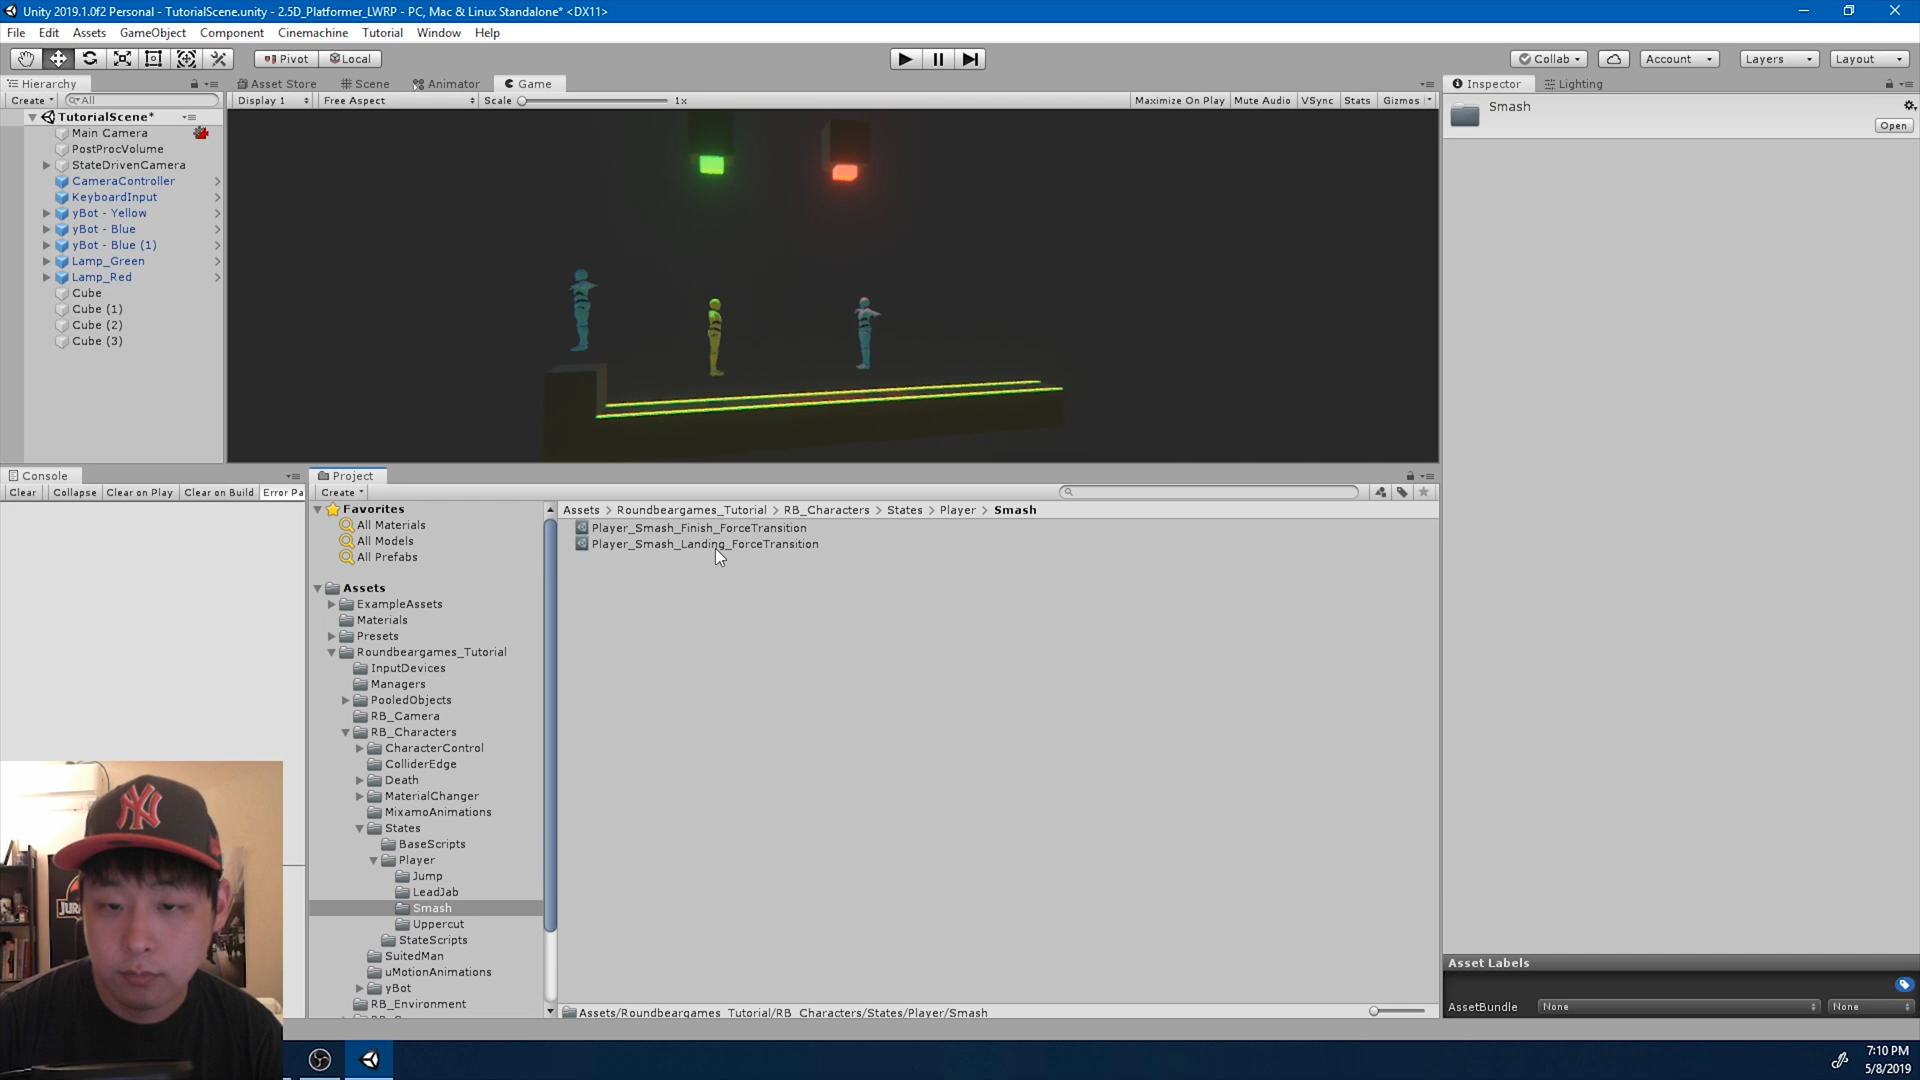 Unity 2019.1.0f2 Personal - TutorialScene.unity - 2.5D_Platformer_LWRP - PC, Mac & Linux Standalone* <DX11>
File Edit Assets GameObject Component Cinemachine Tutorial Window Help
Pivot Local Collab Account Layers Layout
Hierarchy Asset Store Scene Animator Game Inspector Lighting
Create All Display 1 Free Aspect Scale 1x Maximize On Play Mute Audio VSync Stats Gizmos
Smash
Open
TutorialScene*
Main Camera
PostProcVolume
StateDrivenCamera
CameraController
KeyboardInput
yBot - Yellow
yBot - Blue
yBot - Blue (1)
Lamp_Green
Lamp_Red
Cube
Cube (1)
Cube (2)
Cube (3)
Console Project
Clear Collapse Clear on Play Clear on Build Error Pa Create
Favorites
All Materials
All Models
All Prefabs
Assets
ExampleAssets
Materials
Presets
Roundbeargames_Tutorial
InputDevices
Managers
PooledObjects
RB_Camera
RB_Characters
CharacterControl
ColliderEdge
Death
MaterialChanger
MixamoAnimations
States
BaseScripts
Player
Jump
LeadJab
Smash
Uppercut
StateScripts
SuitedMan
uMotionAnimations
yBot
RB_Environment
Assets > Roundbeargames_Tutorial > RB_Characters > States > Player > Smash
Player_Smash_Finish_ForceTransition
Player_Smash_Landing_ForceTransition
Assets/Roundbeargames_Tutorial/RB_Characters/States/Player/Smash
Asset Labels
AssetBundle None None
NY
JUR
7:10 PM
5/8/2019